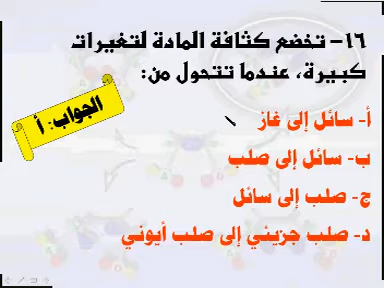 ١٦- تخضع كثافة المادة لتغيرات
كبيرة، عندما تتحول من:
الجواب: أ
أ- سائل إلى غاز
ب- سائل إلى صلب
ج- صلب إلى سائل
د- صلب جزيئي إلى صلب أيوني